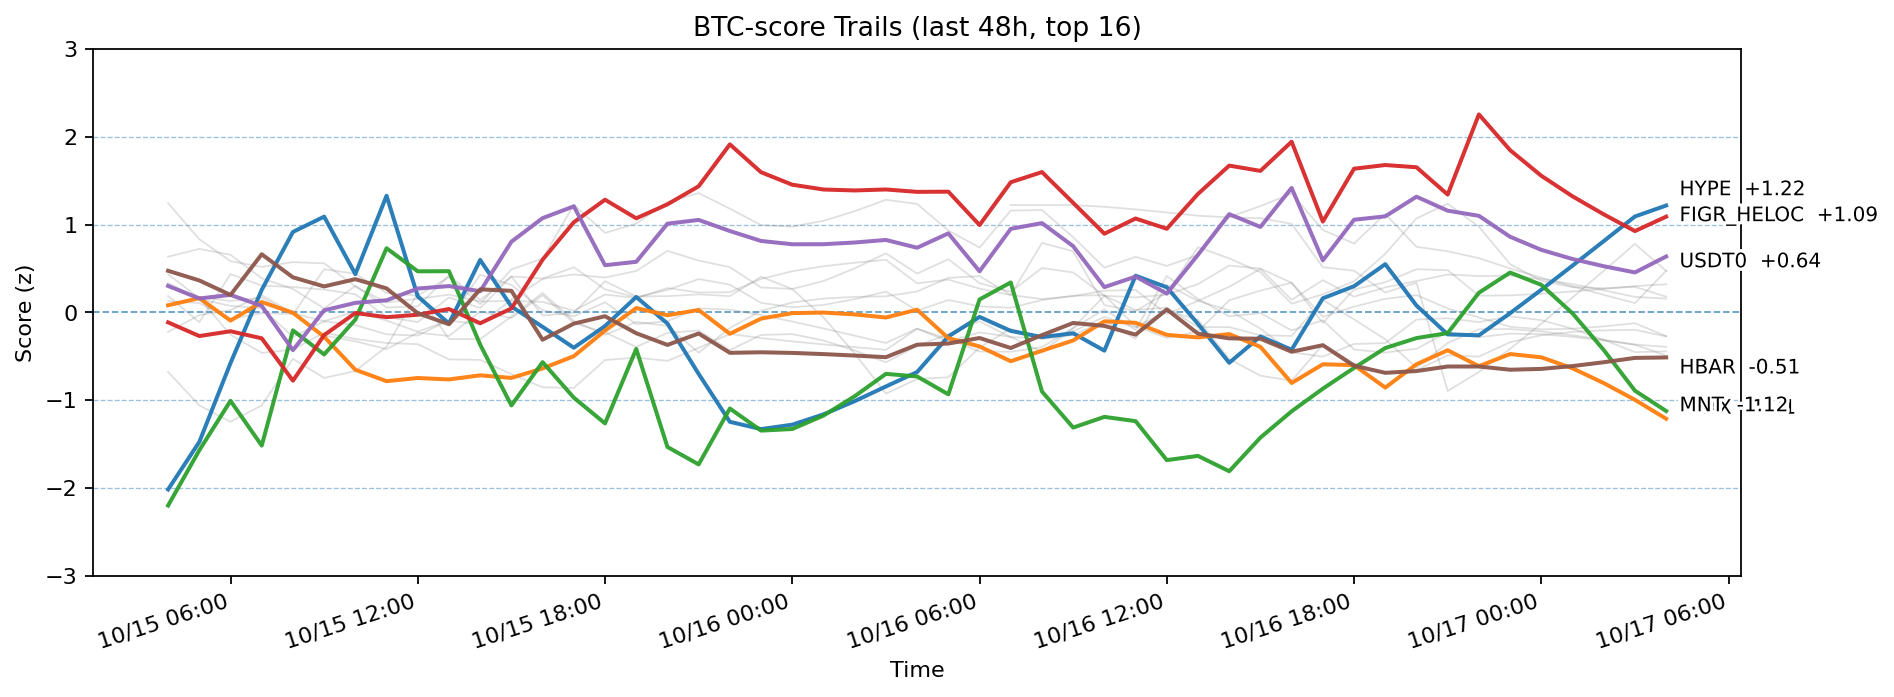 BTC-score Trails (last 48h, top 16)
3
2
1
0
−1
−2
−3
Score (z)
HYPE +1.22
FIGR_HELOC +1.09
USDT0 +0.64
HBAR -0.51
MNT -1.12
10/15 06:00
10/15 12:00
10/15 18:00
10/16 00:00
10/16 06:00
10/16 12:00
10/16 18:00
10/17 00:00
10/17 06:00
Time